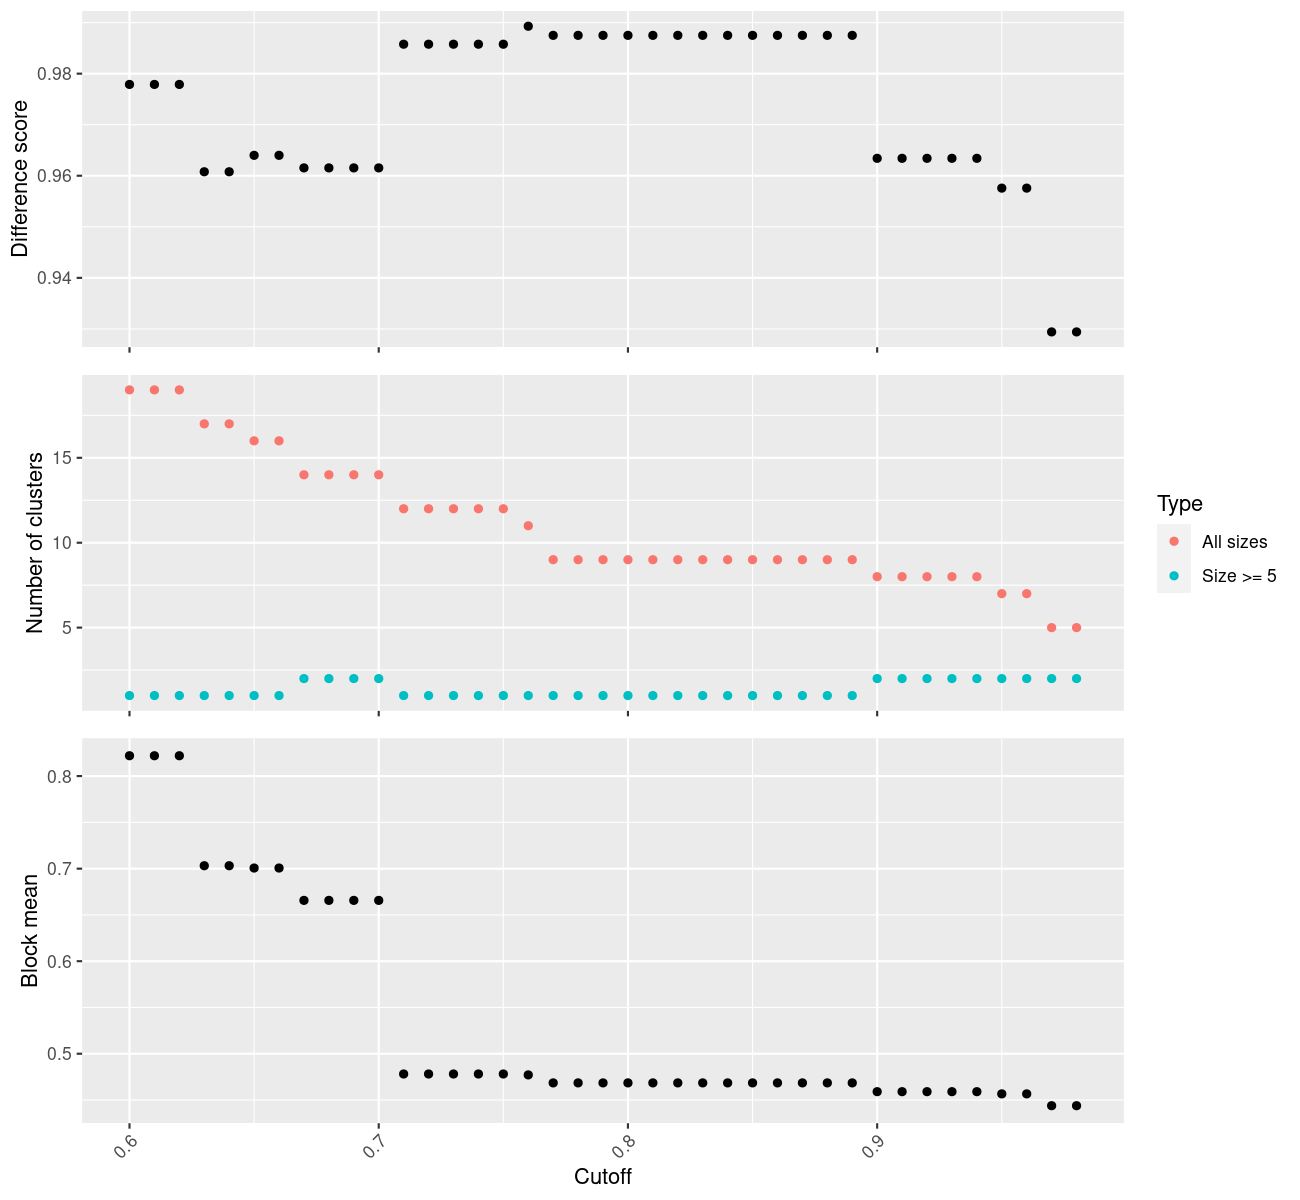 Difference score
0.98
0.96
0.94
Number of clusters
15
10
5
Type
All sizes
Size >= 5
Block mean
0.8
0.7
0.6
0.5
0.6 0.7 0.8 0.9
Cutoff